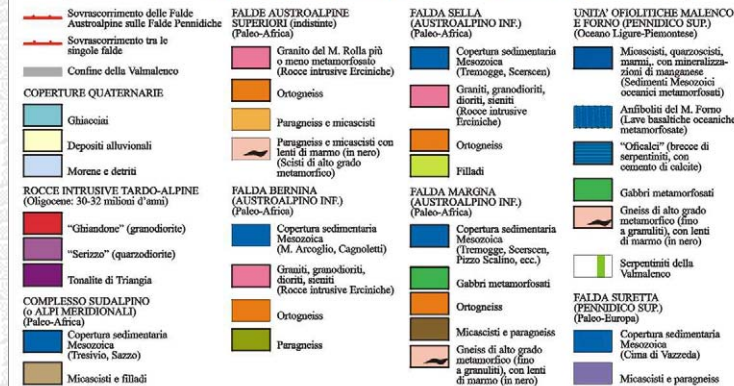 Sovrascorrimento delle Falde
Austroalpine sulle Falde Pennidiche
Sovrascorrimento tra le
singole falde
Confine della Valmalenco
COPERTURE QUATERNARIE
Ghiacciai
Depositi alluvionali
Morene e detriti
ROCCE INTRUSIVE TARDO-ALPINE
(Oligocene: 30-32 milioni d'anni)
"Ghiandone" (granodiorite)
"Serizzo" (quarzodiorite)
Tonalite di Triangia
COMPLESSO SUDALPINO
(o ALPI MERIDIONALI)
(Paleo-Africa)
Copertura sedimentaria
Mesozoica
(Tresivio, Sazzo)
Micascisti e filladi
FALDE AUSTROALPINE
SUPERIORI (indistinte)
(Paleo-Africa)
Granito del M. Rolla più
o meno metamorfosato
(Rocce intrusive Erciniche)
Ortogneiss
Paragneiss e micascisti
Paragneiss e micascisti con
lenti di marmo (in nero)
(Scisti di alto grado
metamorfico)
FALDA BERNINA
(AUSTROALPINO INF.)
(Paleo-Africa)
Copertura sedimentaria
Mesozoica
(M. Arcoglio, Cagnoletti)
Graniti, granodioriti,
dioriti, sieniti
(Rocce intrusive Erciniche)
Ortogneiss
Paragneiss
FALDA SELLA
(AUSTROALPINO INF.)
(Paleo-Africa)
Copertura sedimentaria
Mesozoica
(Tremogge, Scerscen)
Graniti, granodioriti,
dioriti, sieniti
(Rocce intrusive
Erciniche)
Ortogneiss
Filladi
FALDA MARGNA
(AUSTROALPINO INF.)
(Paleo-Africa)
Copertura sedimentaria
Mesozoica
(Tremogge, Scerscen,
Pizzo Scalino, ecc.)
Gabbri metamorfosati
Ortogneiss
Micascisti e paragneiss
Gneiss di alto grado
metamorfico (fino
a granuliti), con lenti
di marmo (in nero)
UNITA' OFIOLITICHE MALENCO
E FORNO (PENNIDICO SUP.)
(Oceano Ligure-Piemontese)
Micascisti, quarzoscisti,
marmi,. con mineralizza-
zioni di manganese
(Sedimenti Mesozoici
oceanici metamorfosati)
Anfiboliti del M. Forno
(Lave basaltiche oceaniche
metamorfosate)
"Oficalci" (brecce di
serpentiniti, con
cemento di calcite)
Gabbri metamorfosati
Gneiss di alto grado
metamorfico (fino
a granuliti), con lenti
di marmo (in nero)
Serpentiniti della
Valmalenco
FALDA SURETTA
(PENNIDICO SUP.)
(Paleo-Europa)
Copertura sedimentaria
Mesozoica
(Cima di Vazzeda)
Micascisti e paragneiss